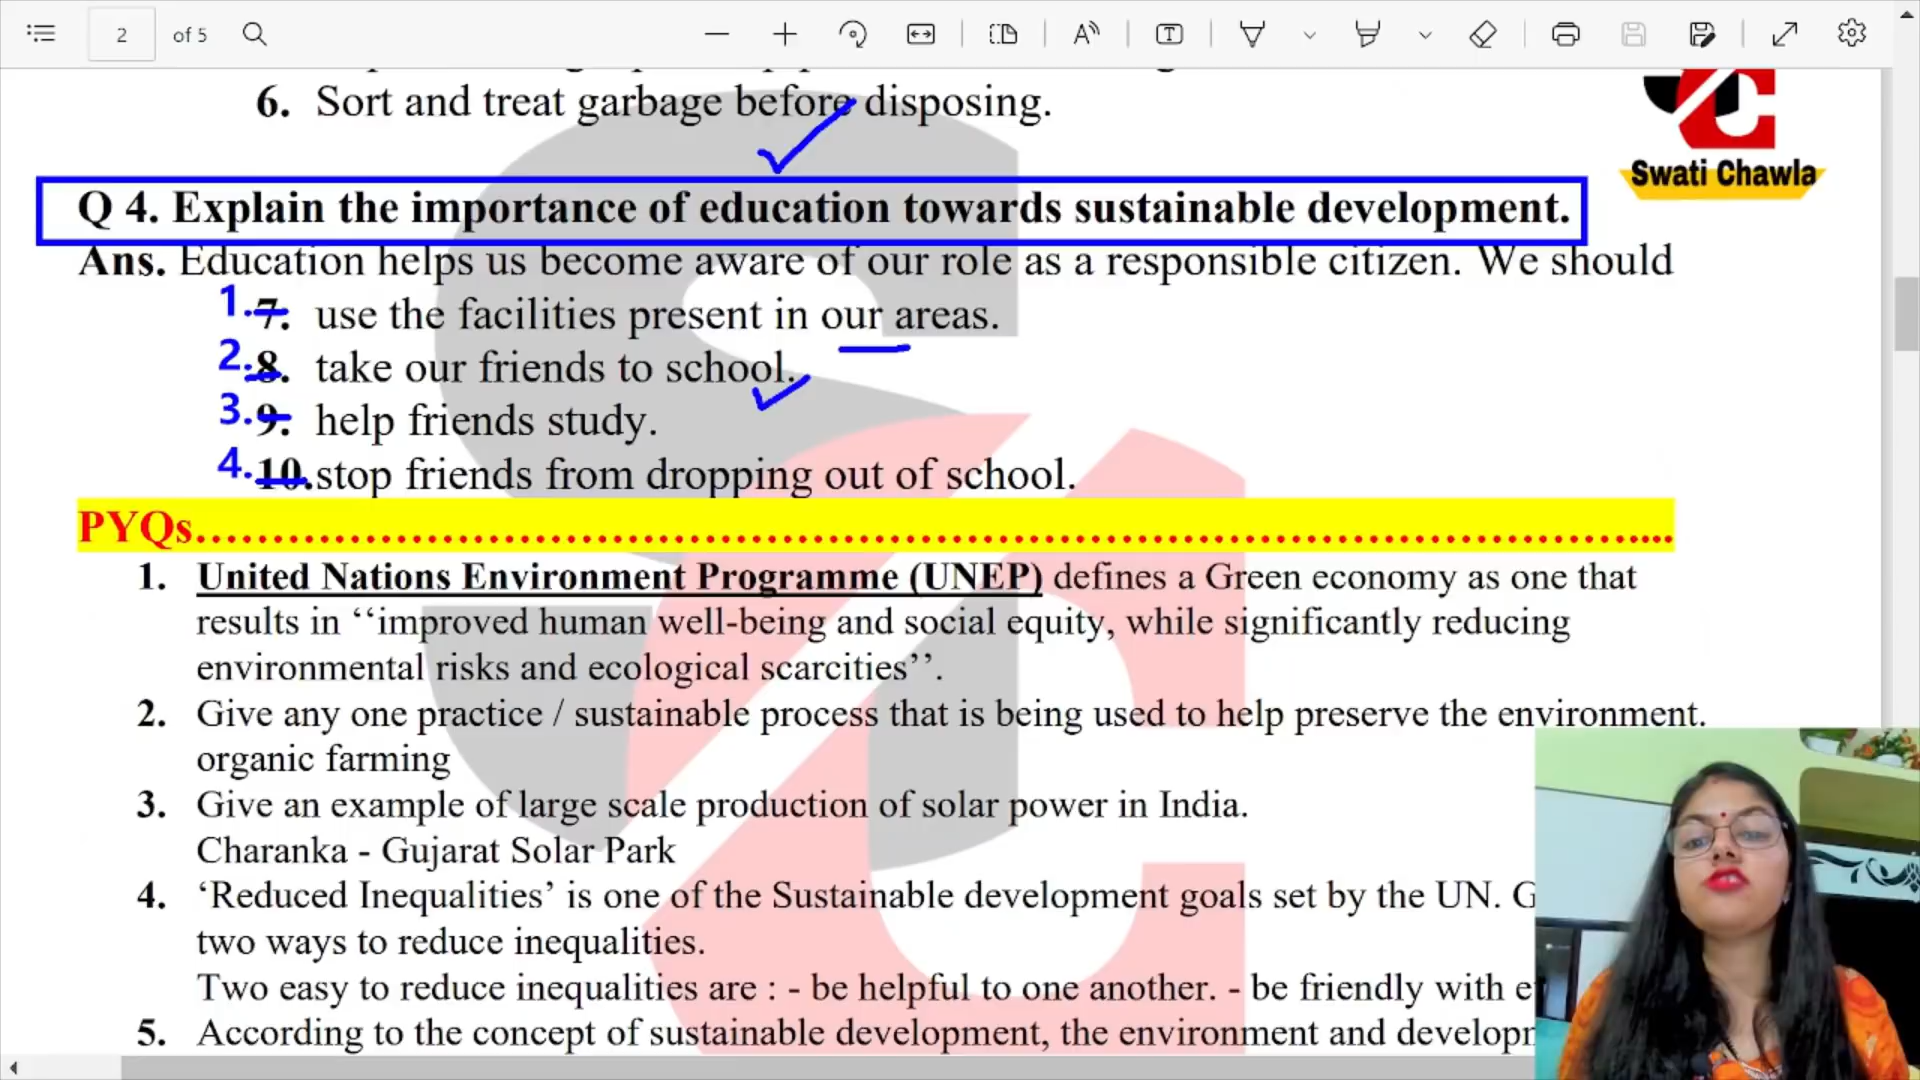 2 of 5
6. Sort and treat garbage before disposing.
Swati Chawla
Q 4. Explain the importance of education towards sustainable development.
Ans. Education helps us become aware of our role as a responsible citizen. We should
1. 7. use the facilities present in our areas.
2. 8. take our friends to school.
3. 9. help friends study.
4. 10. stop friends from dropping out of school.
PYQs....................................................................................................
1. United Nations Environment Programme (UNEP) defines a Green economy as one that
results in ‘‘improved human well-being and social equity, while significantly reducing
environmental risks and ecological scarcities’’.
2. Give any one practice / sustainable process that is being used to help preserve the environment.
organic farming
3. Give an example of large scale production of solar power in India.
Charanka - Gujarat Solar Park
4. ‘Reduced Inequalities’ is one of the Sustainable development goals set by the UN. G
two ways to reduce inequalities.
Two easy to reduce inequalities are : - be helpful to one another. - be friendly with e
5. According to the concept of sustainable development, the environment and developm